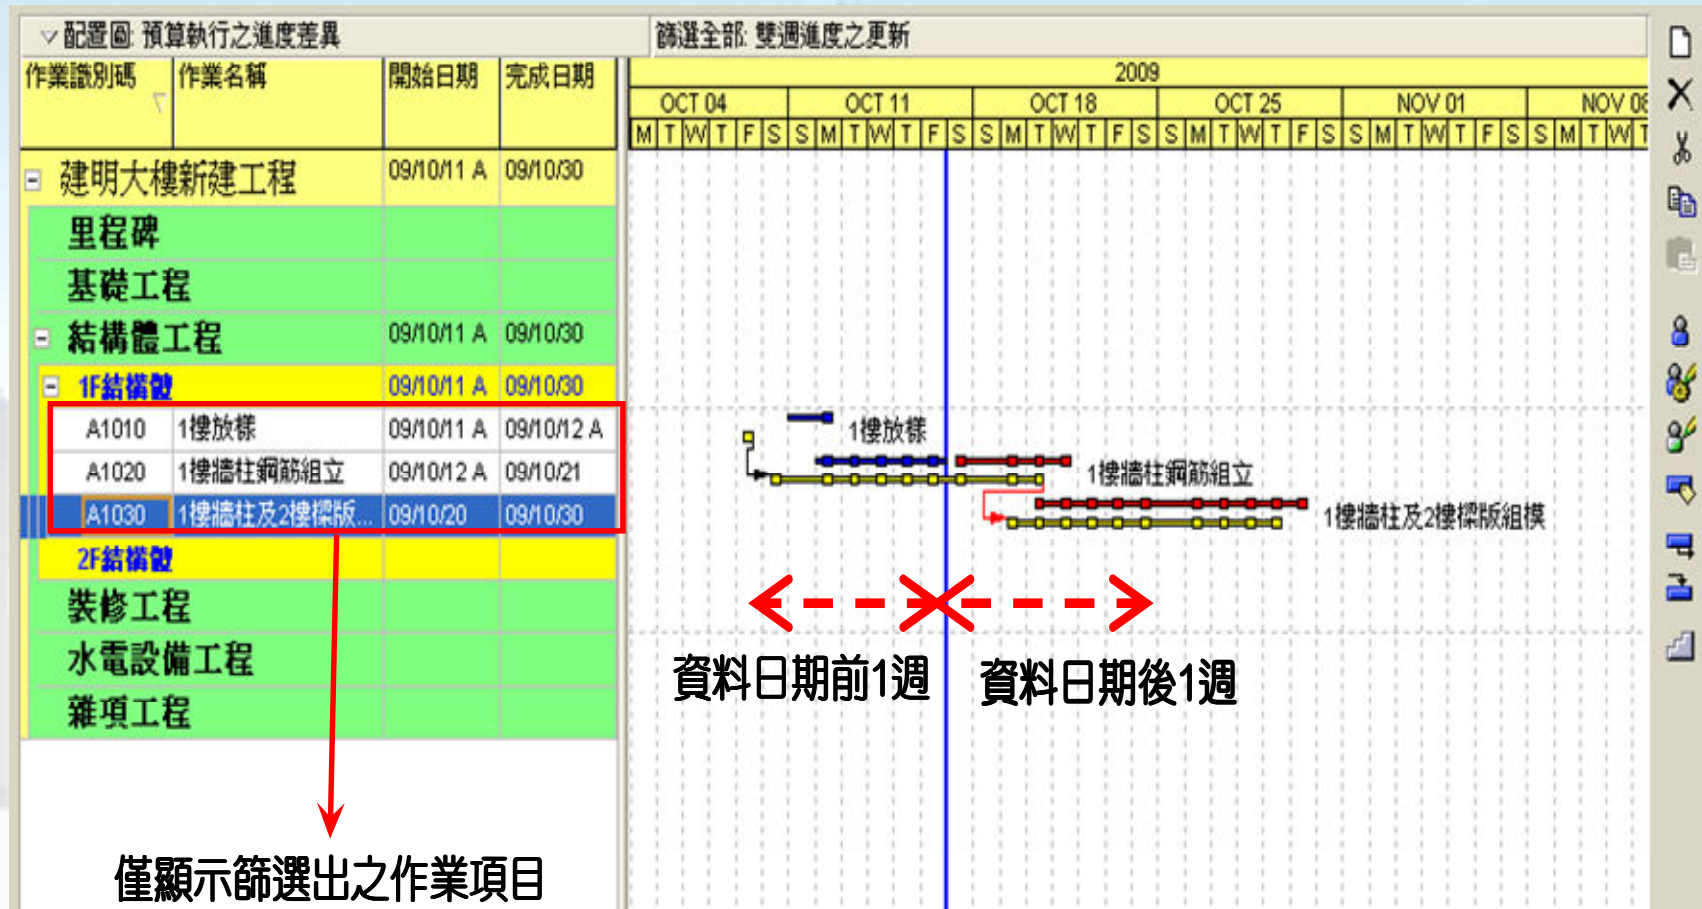 配置圖: 預算執行之進度差異
篩選全部: 雙週進度之更新
作業識別碼 作業名稱 開始日期 完成日期
2009
OCT 04 OCT 11 OCT 18 OCT 25 NOV 01 NOV 08
M T W T F S S M T W T F S S M T W T F S S M T W T F S S M T W T F S S M T W T
建明大樓新建工程 09/10/11 A 09/10/30
里程碑
基礎工程
結構體工程 09/10/11 A 09/10/30
1F結構體 09/10/11 A 09/10/30
A1010 1樓放樣 09/10/11 A 09/10/12 A
1樓放樣
A1020 1樓牆柱鋼筋組立 09/10/12 A 09/10/21
1樓牆柱鋼筋組立
A1030 1樓牆柱及2樓樑版... 09/10/20 09/10/30
1樓牆柱及2樓樑版組模
2F結構體
裝修工程
水電設備工程
雜項工程
資料日期前1週 資料日期後1週
僅顯示篩選出之作業項目